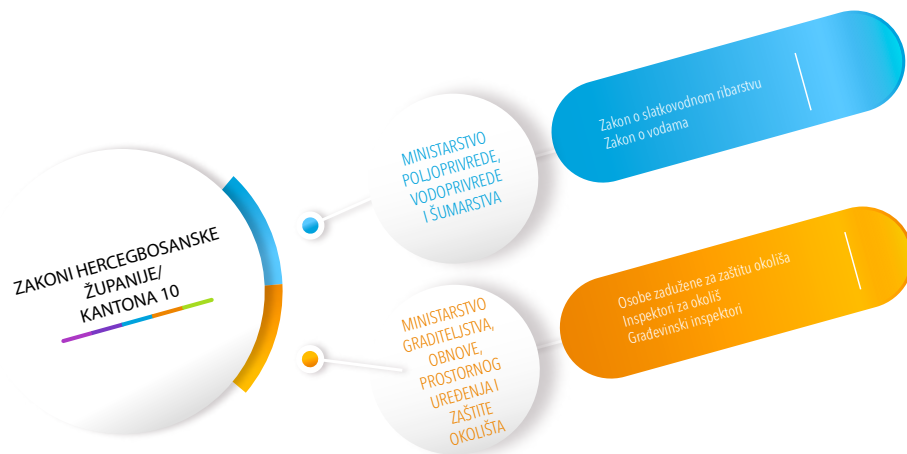 ZAKONI HERCEGBOSANSKE
ŽUPANIJE/
KANTONA 10
MINISTARSTVO
POLJOPRIVREDE,
VODOPRIVREDE
I ŠUMARSTVA
Zakon o slatkovodnom ribarstvu
Zakon o vodama
MINISTARSTVO
GRADITELJSTVA,
OBNOVE,
PROSTORNOG
UREĐENJA I
ZAŠTITE
OKOLIŠTA
Osobe zadužene za zaštitu okoliša
Inspektori za okoliš
Građevinski inspektori